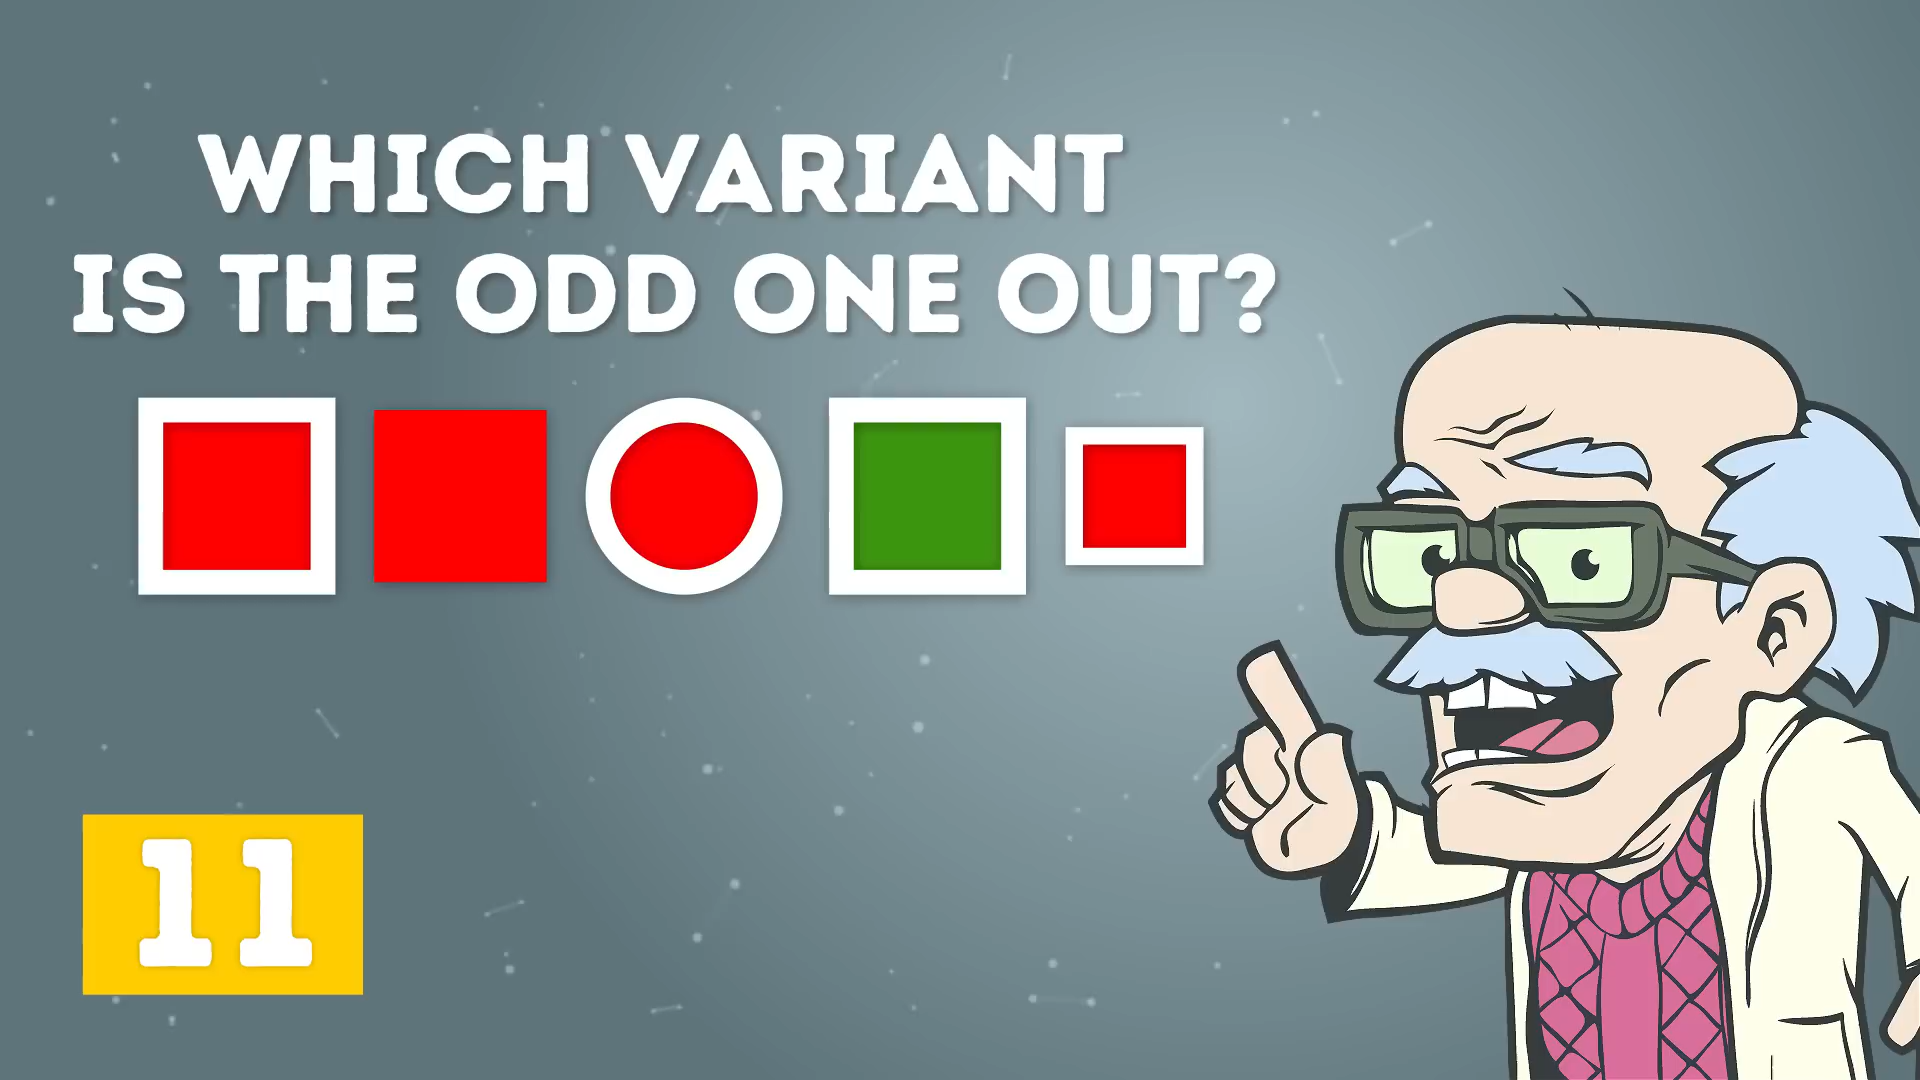 WHICH VARIANT
IS THE ODD ONE OUT?
11